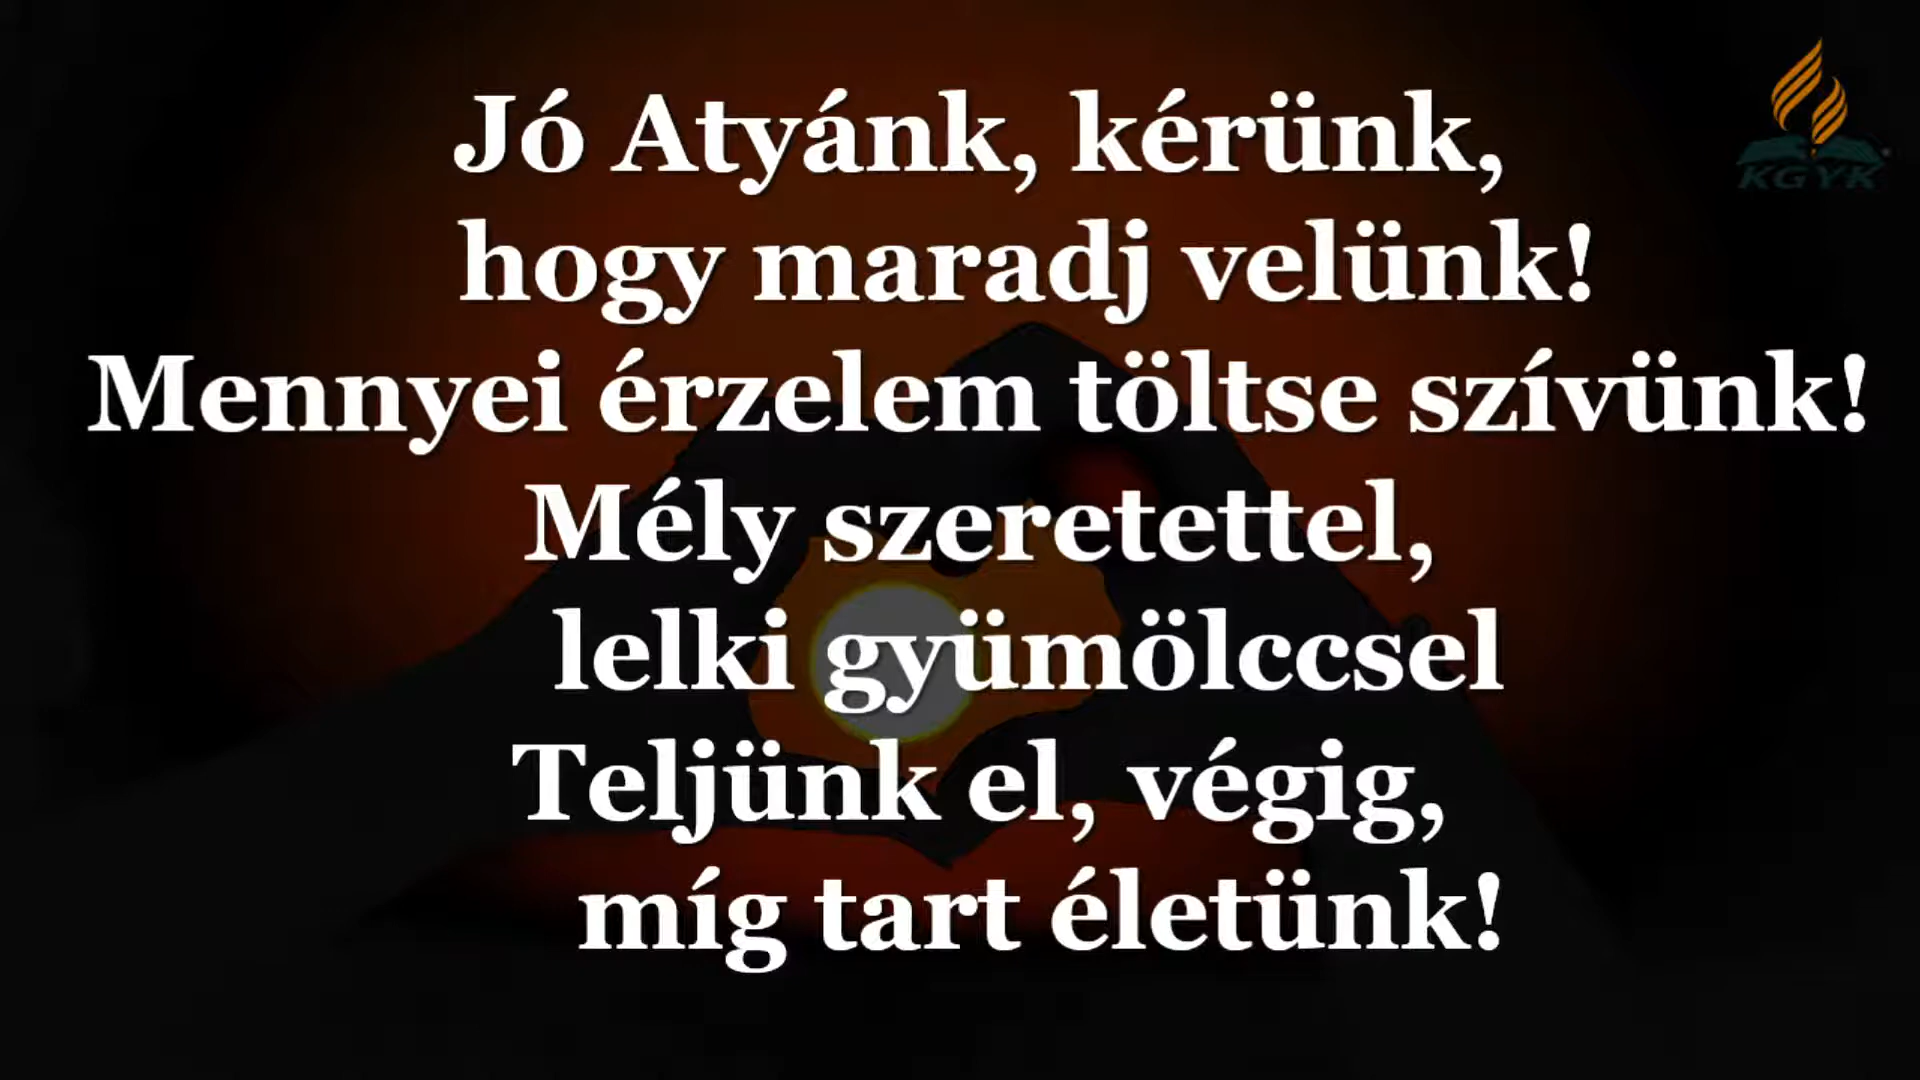 Jó Atyánk, kérünk,
hogy maradj velünk!
Mennyei érzelem töltse szívünk!
Mély szeretettel,
lelki gyümölccsel
Teljünk el, végig,
míg tart életünk!
KGYK